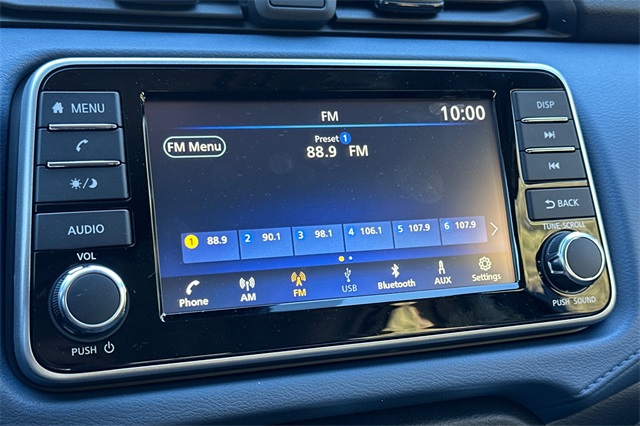 MENU
AUDIO
VOL
PUSH
FM
10:00
FM Menu
Preset 1
88.9 FM
1 88.9 2 90.1 3 98.1 4 106.1 5 107.9 6 107.9
Phone AM FM USB Bluetooth AUX Settings
DISP
BACK
TUNE-SCROLL
PUSH SOUND